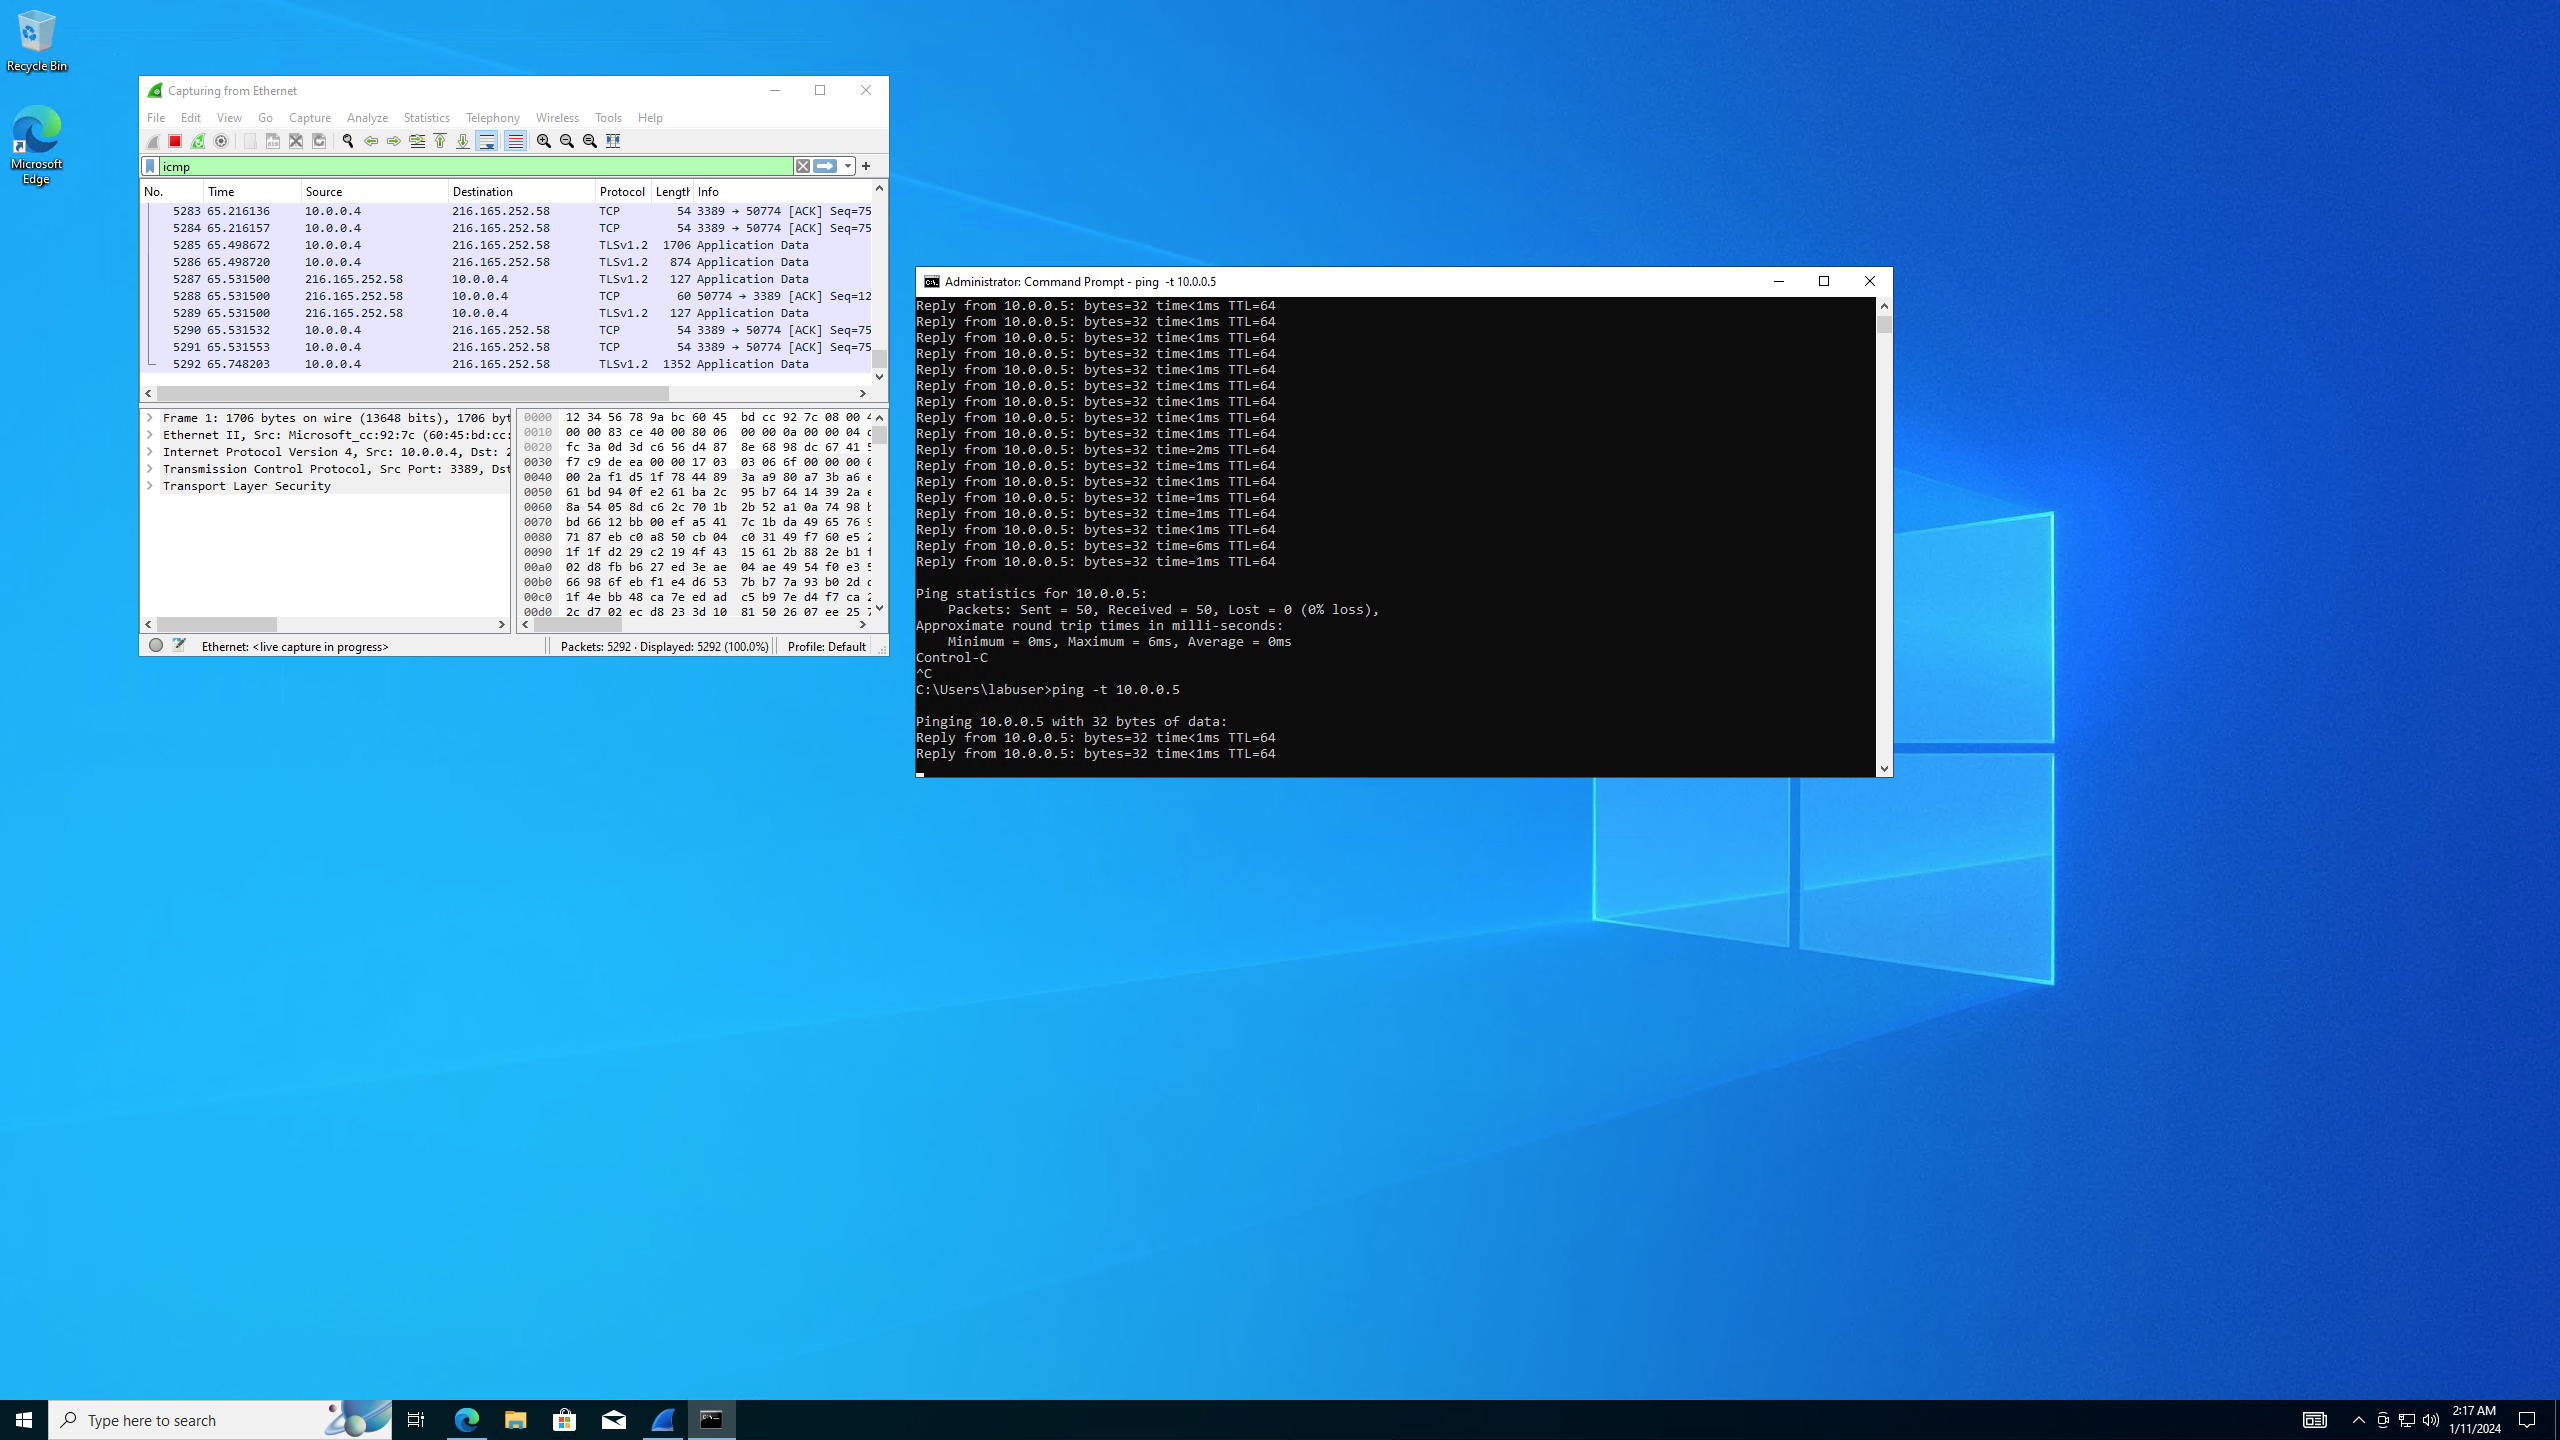 Recycle Bin
Microsoft
Edge
Capturing from Ethernet
File Edit View Go Capture Analyze Statistics Telephony Wireless Tools Help
icmp
No. Time Source Destination Protocol Length Info
5283 65.216136 10.0.0.4 216.165.252.58 TCP 54 3389 → 50774 [ACK] Seq=75
5284 65.216157 10.0.0.4 216.165.252.58 TCP 54 3389 → 50774 [ACK] Seq=75
5285 65.498672 10.0.0.4 216.165.252.58 TLSv1.2 1706 Application Data
5286 65.498720 10.0.0.4 216.165.252.58 TLSv1.2 874 Application Data
5287 65.531500 216.165.252.58 10.0.0.4 TLSv1.2 127 Application Data
5288 65.531500 216.165.252.58 10.0.0.4 TCP 60 50774 → 3389 [ACK] Seq=12
5289 65.531500 216.165.252.58 10.0.0.4 TLSv1.2 127 Application Data
5290 65.531532 10.0.0.4 216.165.252.58 TCP 54 3389 → 50774 [ACK] Seq=75
5291 65.531553 10.0.0.4 216.165.252.58 TCP 54 3389 → 50774 [ACK] Seq=75
5292 65.748203 10.0.0.4 216.165.252.58 TLSv1.2 1352 Application Data
Frame 1: 1706 bytes on wire (13648 bits), 1706 byt
Ethernet II, Src: Microsoft_cc:92:7c (60:45:bd:cc:
Internet Protocol Version 4, Src: 10.0.0.4, Dst: 2
Transmission Control Protocol, Src Port: 3389, Dst
Transport Layer Security
0000 12 34 56 78 9a bc 60 45 bd cc 92 7c 08 00
0010 00 00 83 ce 40 00 80 06 00 00 0a 00 00 04
0020 fc 3a 0d 3d c6 56 d4 87 8e 68 98 dc 67 41
0030 f7 c9 de ea 00 00 17 03 03 06 6f 00 00 00
0040 00 2a f1 d5 1f 78 44 89 3a a9 80 a7 3b a6
0050 61 bd 94 0f e2 61 ba 2c 95 b7 64 14 39 2a
0060 8a 54 05 8d c6 2c 70 1b 2b 52 a1 0a 74 98
0070 bd 66 12 bb 00 ef a5 41 7c 1b da 49 65 76
0080 71 87 eb c0 a8 50 cb 04 c0 31 49 f7 60 e5
0090 1f 1f d2 29 c2 19 4f 43 15 61 2b 88 2e b1
00a0 02 d8 fb b6 27 ed 3e ae 04 ae 49 54 f0 e3
00b0 66 98 6f eb f1 e4 d6 53 7b b7 7a 93 b0 2d
00c0 1f 4e bb 48 ca 7e ed ad c5 b9 7e d4 f7 ca
00d0 2c d7 02 ec d8 23 3d 10 81 50 26 07 ee 25
Ethernet: <live capture in progress> Packets: 5292 · Displayed: 5292 (100.0%) Profile: Default
Administrator: Command Prompt - ping -t 10.0.0.5
Reply from 10.0.0.5: bytes=32 time<1ms TTL=64
Reply from 10.0.0.5: bytes=32 time<1ms TTL=64
Reply from 10.0.0.5: bytes=32 time<1ms TTL=64
Reply from 10.0.0.5: bytes=32 time<1ms TTL=64
Reply from 10.0.0.5: bytes=32 time<1ms TTL=64
Reply from 10.0.0.5: bytes=32 time<1ms TTL=64
Reply from 10.0.0.5: bytes=32 time<1ms TTL=64
Reply from 10.0.0.5: bytes=32 time<1ms TTL=64
Reply from 10.0.0.5: bytes=32 time<1ms TTL=64
Reply from 10.0.0.5: bytes=32 time=2ms TTL=64
Reply from 10.0.0.5: bytes=32 time=1ms TTL=64
Reply from 10.0.0.5: bytes=32 time<1ms TTL=64
Reply from 10.0.0.5: bytes=32 time=1ms TTL=64
Reply from 10.0.0.5: bytes=32 time=1ms TTL=64
Reply from 10.0.0.5: bytes=32 time<1ms TTL=64
Reply from 10.0.0.5: bytes=32 time=6ms TTL=64
Reply from 10.0.0.5: bytes=32 time=1ms TTL=64
Ping statistics for 10.0.0.5:
Packets: Sent = 50, Received = 50, Lost = 0 (0% loss),
Approximate round trip times in milli-seconds:
Minimum = 0ms, Maximum = 6ms, Average = 0ms
Control-C
^C
C:\Users\labuser>ping -t 10.0.0.5
Pinging 10.0.0.5 with 32 bytes of data:
Reply from 10.0.0.5: bytes=32 time<1ms TTL=64
Reply from 10.0.0.5: bytes=32 time<1ms TTL=64
Type here to search
2:17 AM
1/11/2024